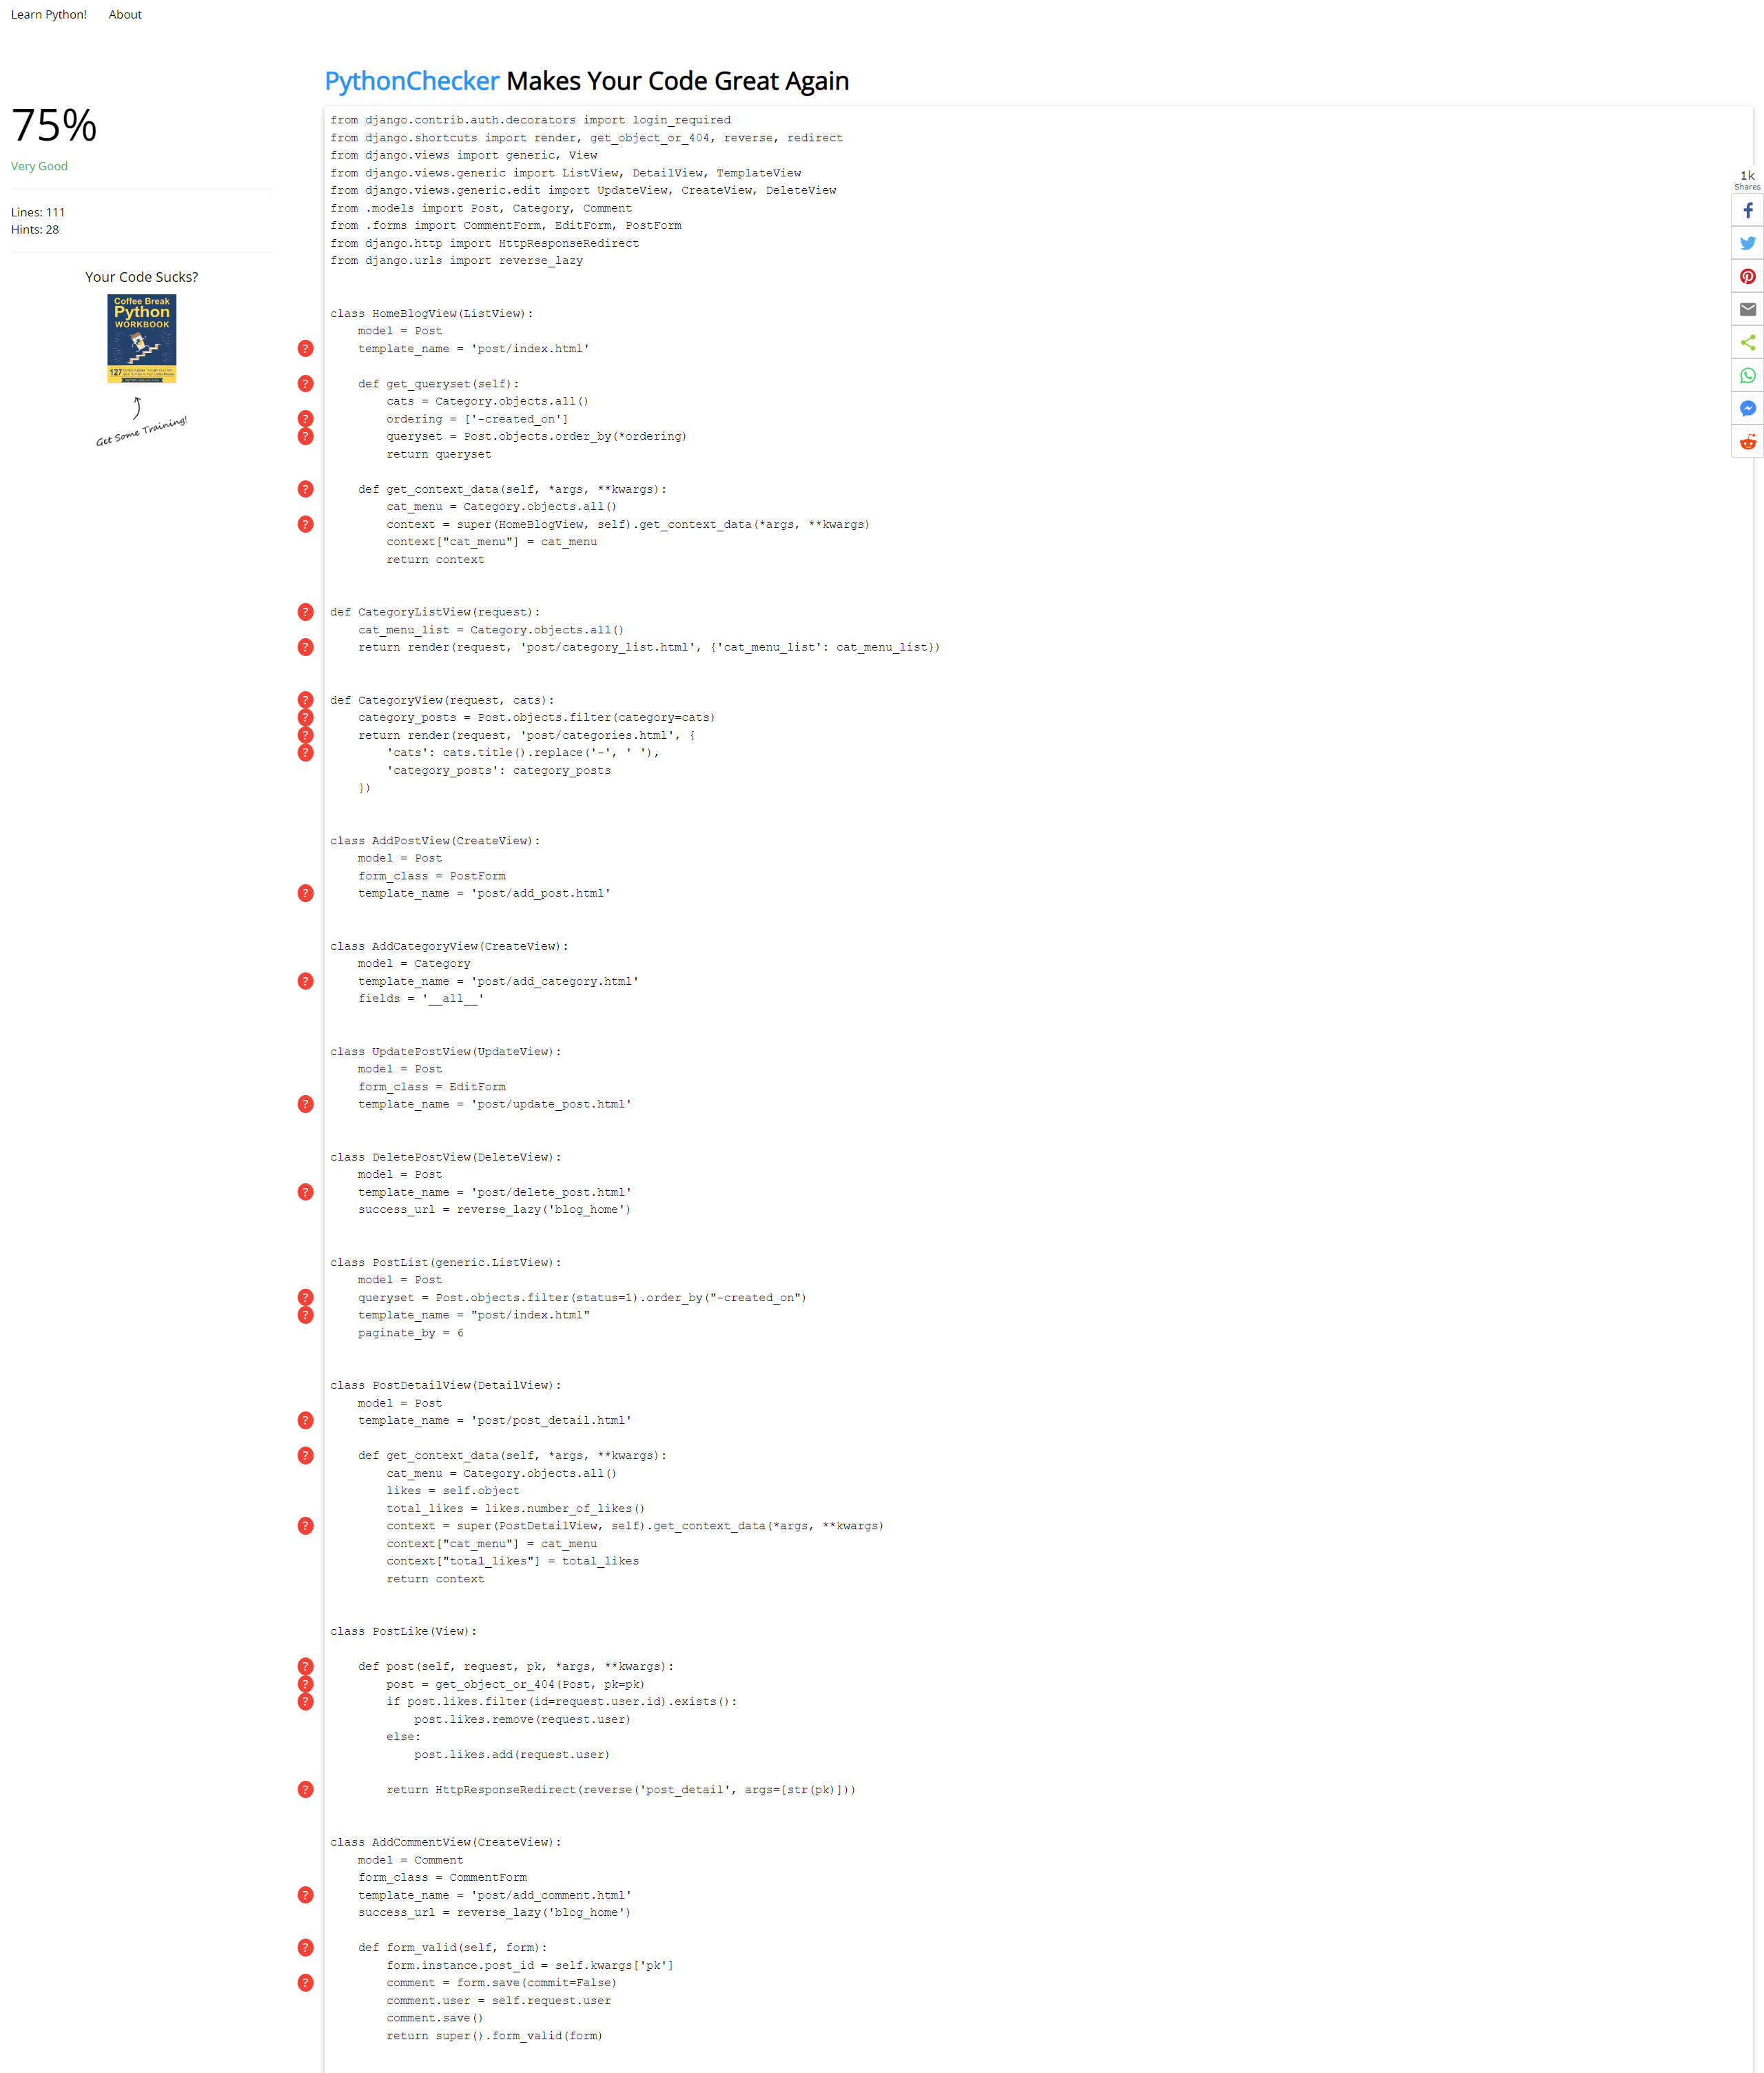 Learn Python! About
PythonChecker Makes Your Code Great Again
75%
Very Good
Lines: 111
Hints: 28
Your Code Sucks?
Coffee Break
Python
WORKBOOK
127
Get Some Training!
from django.contrib.auth.decorators import login_required
from django.shortcuts import render, get_object_or_404, reverse, redirect
from django.views import generic, View
from django.views.generic import ListView, DetailView, TemplateView
from django.views.generic.edit import UpdateView, CreateView, DeleteView
from .models import Post, Category, Comment
from .forms import CommentForm, EditForm, PostForm
from django.http import HttpResponseRedirect
from django.urls import reverse_lazy
class HomeBlogView(ListView):
model = Post
? template_name = 'post/index.html'
? def get_queryset(self):
cats = Category.objects.all()
? ordering = ['-created_on']
? queryset = Post.objects.order_by(*ordering)
return queryset
? def get_context_data(self, *args, **kwargs):
cat_menu = Category.objects.all()
? context = super(HomeBlogView, self).get_context_data(*args, **kwargs)
context["cat_menu"] = cat_menu
return context
? def CategoryListView(request):
cat_menu_list = Category.objects.all()
? return render(request, 'post/category_list.html', {'cat_menu_list': cat_menu_list})
? def CategoryView(request, cats):
? category_posts = Post.objects.filter(category=cats)
? return render(request, 'post/categories.html', {
? 'cats': cats.title().replace('-', ' '),
'category_posts': category_posts
})
class AddPostView(CreateView):
model = Post
form_class = PostForm
? template_name = 'post/add_post.html'
class AddCategoryView(CreateView):
model = Category
? template_name = 'post/add_category.html'
fields = '__all__'
class UpdatePostView(UpdateView):
model = Post
form_class = EditForm
? template_name = 'post/update_post.html'
class DeletePostView(DeleteView):
model = Post
? template_name = 'post/delete_post.html'
success_url = reverse_lazy('blog_home')
class PostList(generic.ListView):
model = Post
? queryset = Post.objects.filter(status=1).order_by("-created_on")
? template_name = "post/index.html"
paginate_by = 6
class PostDetailView(DetailView):
model = Post
? template_name = 'post/post_detail.html'
? def get_context_data(self, *args, **kwargs):
cat_menu = Category.objects.all()
likes = self.object
total_likes = likes.number_of_likes()
? context = super(PostDetailView, self).get_context_data(*args, **kwargs)
context["cat_menu"] = cat_menu
context["total_likes"] = total_likes
return context
class PostLike(View):
? def post(self, request, pk, *args, **kwargs):
? post = get_object_or_404(Post, pk=pk)
? if post.likes.filter(id=request.user.id).exists():
post.likes.remove(request.user)
else:
post.likes.add(request.user)
? return HttpResponseRedirect(reverse('post_detail', args=[str(pk)]))
class AddCommentView(CreateView):
model = Comment
form_class = CommentForm
? template_name = 'post/add_comment.html'
success_url = reverse_lazy('blog_home')
? def form_valid(self, form):
form.instance.post_id = self.kwargs['pk']
? comment = form.save(commit=False)
comment.user = self.request.user
comment.save()
return super().form_valid(form)
1k
Shares